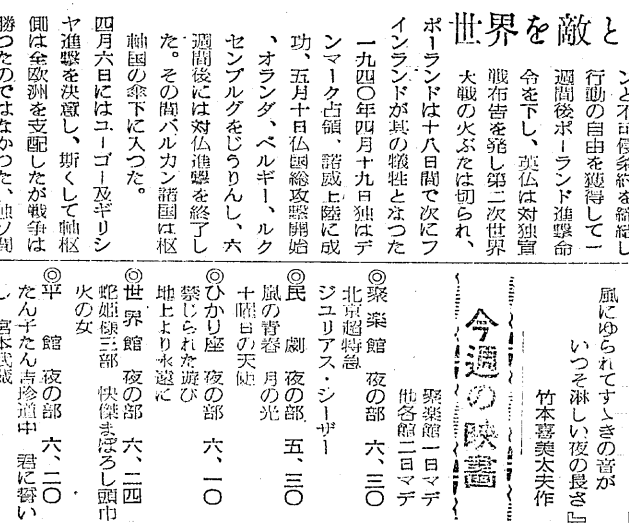 世界を敵と
ンと不可侵条約を締結し
行動の自由を獲得して一
週間後ポーランド進撃命
令を下し、英仏は対独宣
戦布告を発し第二次世界
大戦の火ぶたは切られ、
ポーランドは十八日間で次にフ
インランドが其の犠牲となつた
一九四〇年四月十九日独はデ
ンマーク占領、諾威上陸に成
功、五月十日仏国総攻撃開始
、オランダ、ベルギー、ルク
センブルグをじうりんし、六
週間後には対仏進撃を終了し
た。その間バルカン諸国は枢
軸国の傘下に入つた。
四月六日にはユーゴー及ギリシ
ヤ進撃を決意し、斯くして枢軸
側は全欧洲を支配したが戦争は
勝つたのではなかつた、独ソ開
風にゆられてすゝきの音が
いつそ淋しい夜の長さ』
竹本喜美太夫作
今週の映画
聚楽館一日マデ
他各館二日マデ
◎聚楽館 夜の部 六、三〇
北京超特急
ジユリアス・シーザー
◎民 劇 夜の部 五、三〇
嵐の青春 月の光
土曜日の天使
◎ひかり座 夜の部 六、一〇
禁じられた遊び
地上より永遠に
◎世界館 夜の部 六、二四
蛇姫様三部 快傑まぼろし頭巾
火の女
◎平 館 夜の部 六、二〇
たん子たん吉珍道中 君に誓い
し 宮本武蔵